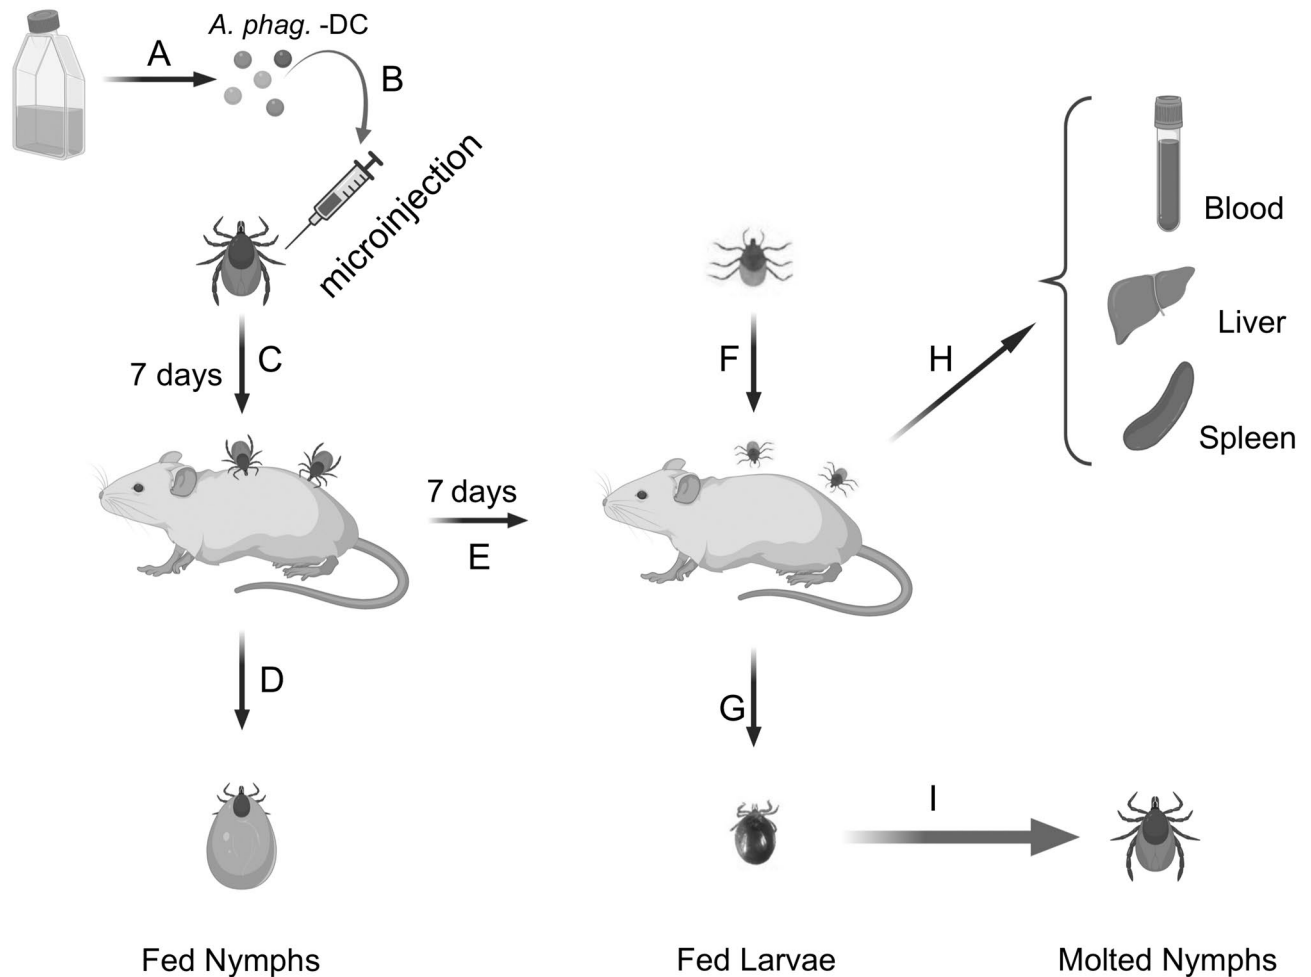 A. phag. -DC
A
B
microinjection
7 days
C
D
Fed Nymphs
7 days
E
F
G
Fed Larvae
H
Blood
Liver
Spleen
I
Molted Nymphs